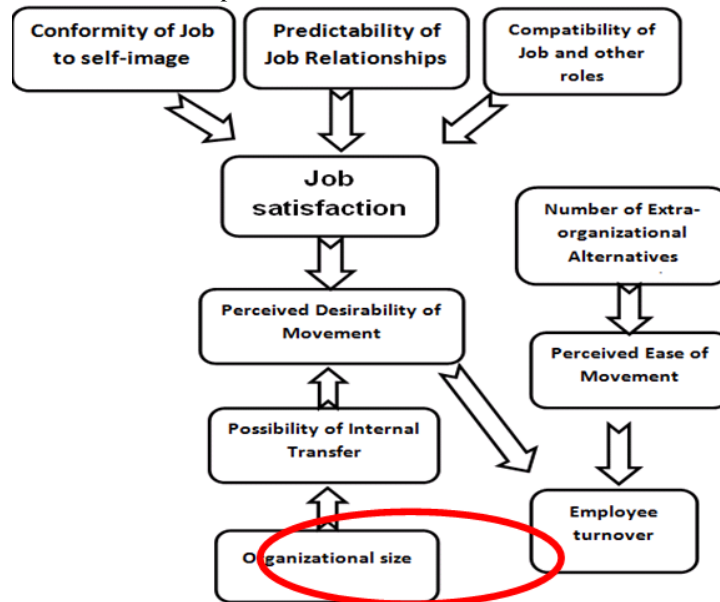 Conformity of Job
to self-image
Predictability of
Job Relationships
Compatibility of
Job and other
roles
Job
satisfaction
Number of Extra-
organizational
Alternatives
Perceived Desirability of
Movement
Perceived Ease of
Movement
Possibility of Internal
Transfer
Employee
turnover
Organizational size